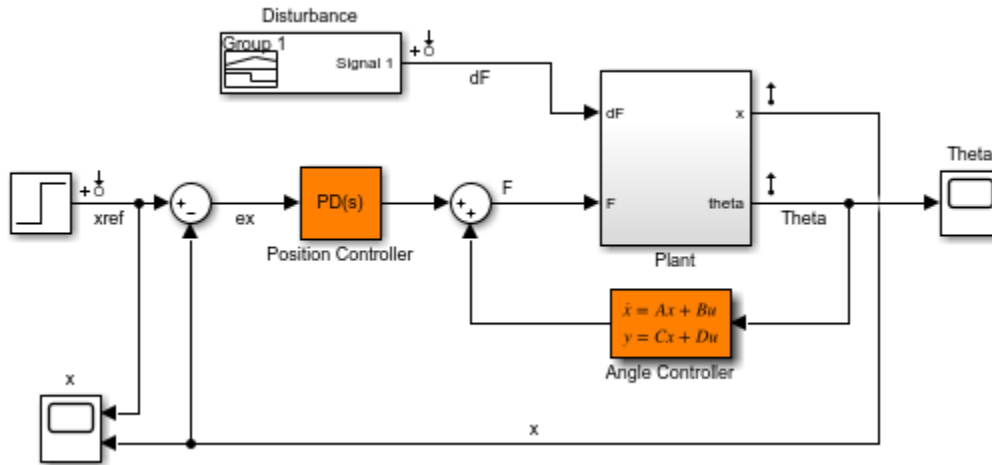 Disturbance
Group 1
Signal 1
dF
dF
x
F
theta
Plant
Theta
Theta
xref
+
−
ex
PD(s)
Position Controller
+
+
F
ẋ = Ax + Bu
y = Cx + Du
Angle Controller
x
x